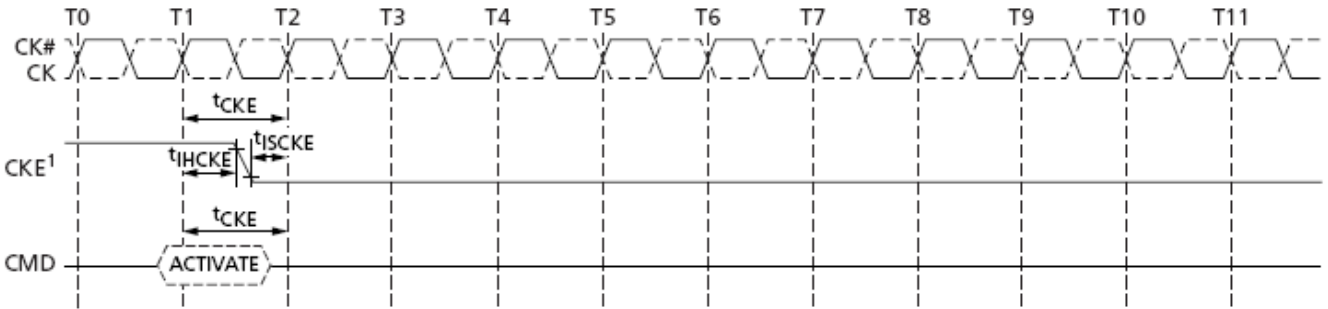 T0 T1 T2 T3 T4 T5 T6 T7 T8 T9 T10 T11
CK#
CK
tCKE
tISCKE
tIHCKE
CKE1
tCKE
CMD ACTIVATE